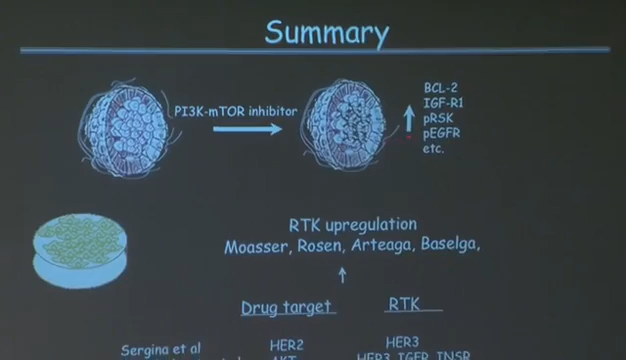 Summary
PI3K-mTOR inhibitor
BCL-2
IGF-R1
pRSK
pEGFR
etc.
RTK upregulation
Moasser, Rosen, Arteaga, Baselga,
Drug target RTK
Sergina et al HER2 HER3
AKT HER3, IGFR, INSR